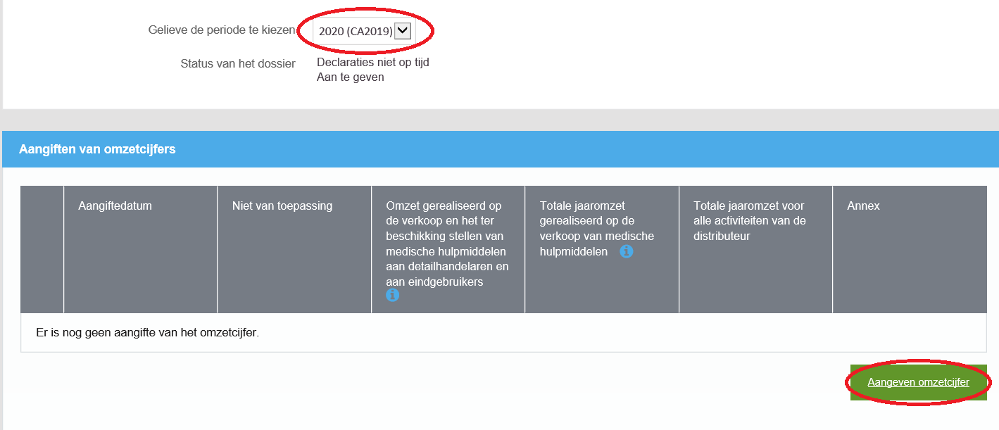 Gelieve de periode te kiezen 2020 (CA2019)
Status van het dossier Declaraties niet op tijd
Aan te geven
Aangiften van omzetcijfers
Aangiftedatum
Niet van toepassing
Omzet gerealiseerd op
de verkoop en het ter
beschikking stellen van
medische hulpmiddelen
aan detailhandelaren en
aan eindgebruikers
i
Totale jaaromzet
gerealiseerd op de
verkoop van medische
hulpmiddelen i
Totale jaaromzet voor
alle activiteiten van de
distributeur
Annex
Er is nog geen aangifte van het omzetcijfer.
Aangeven omzetcijfer